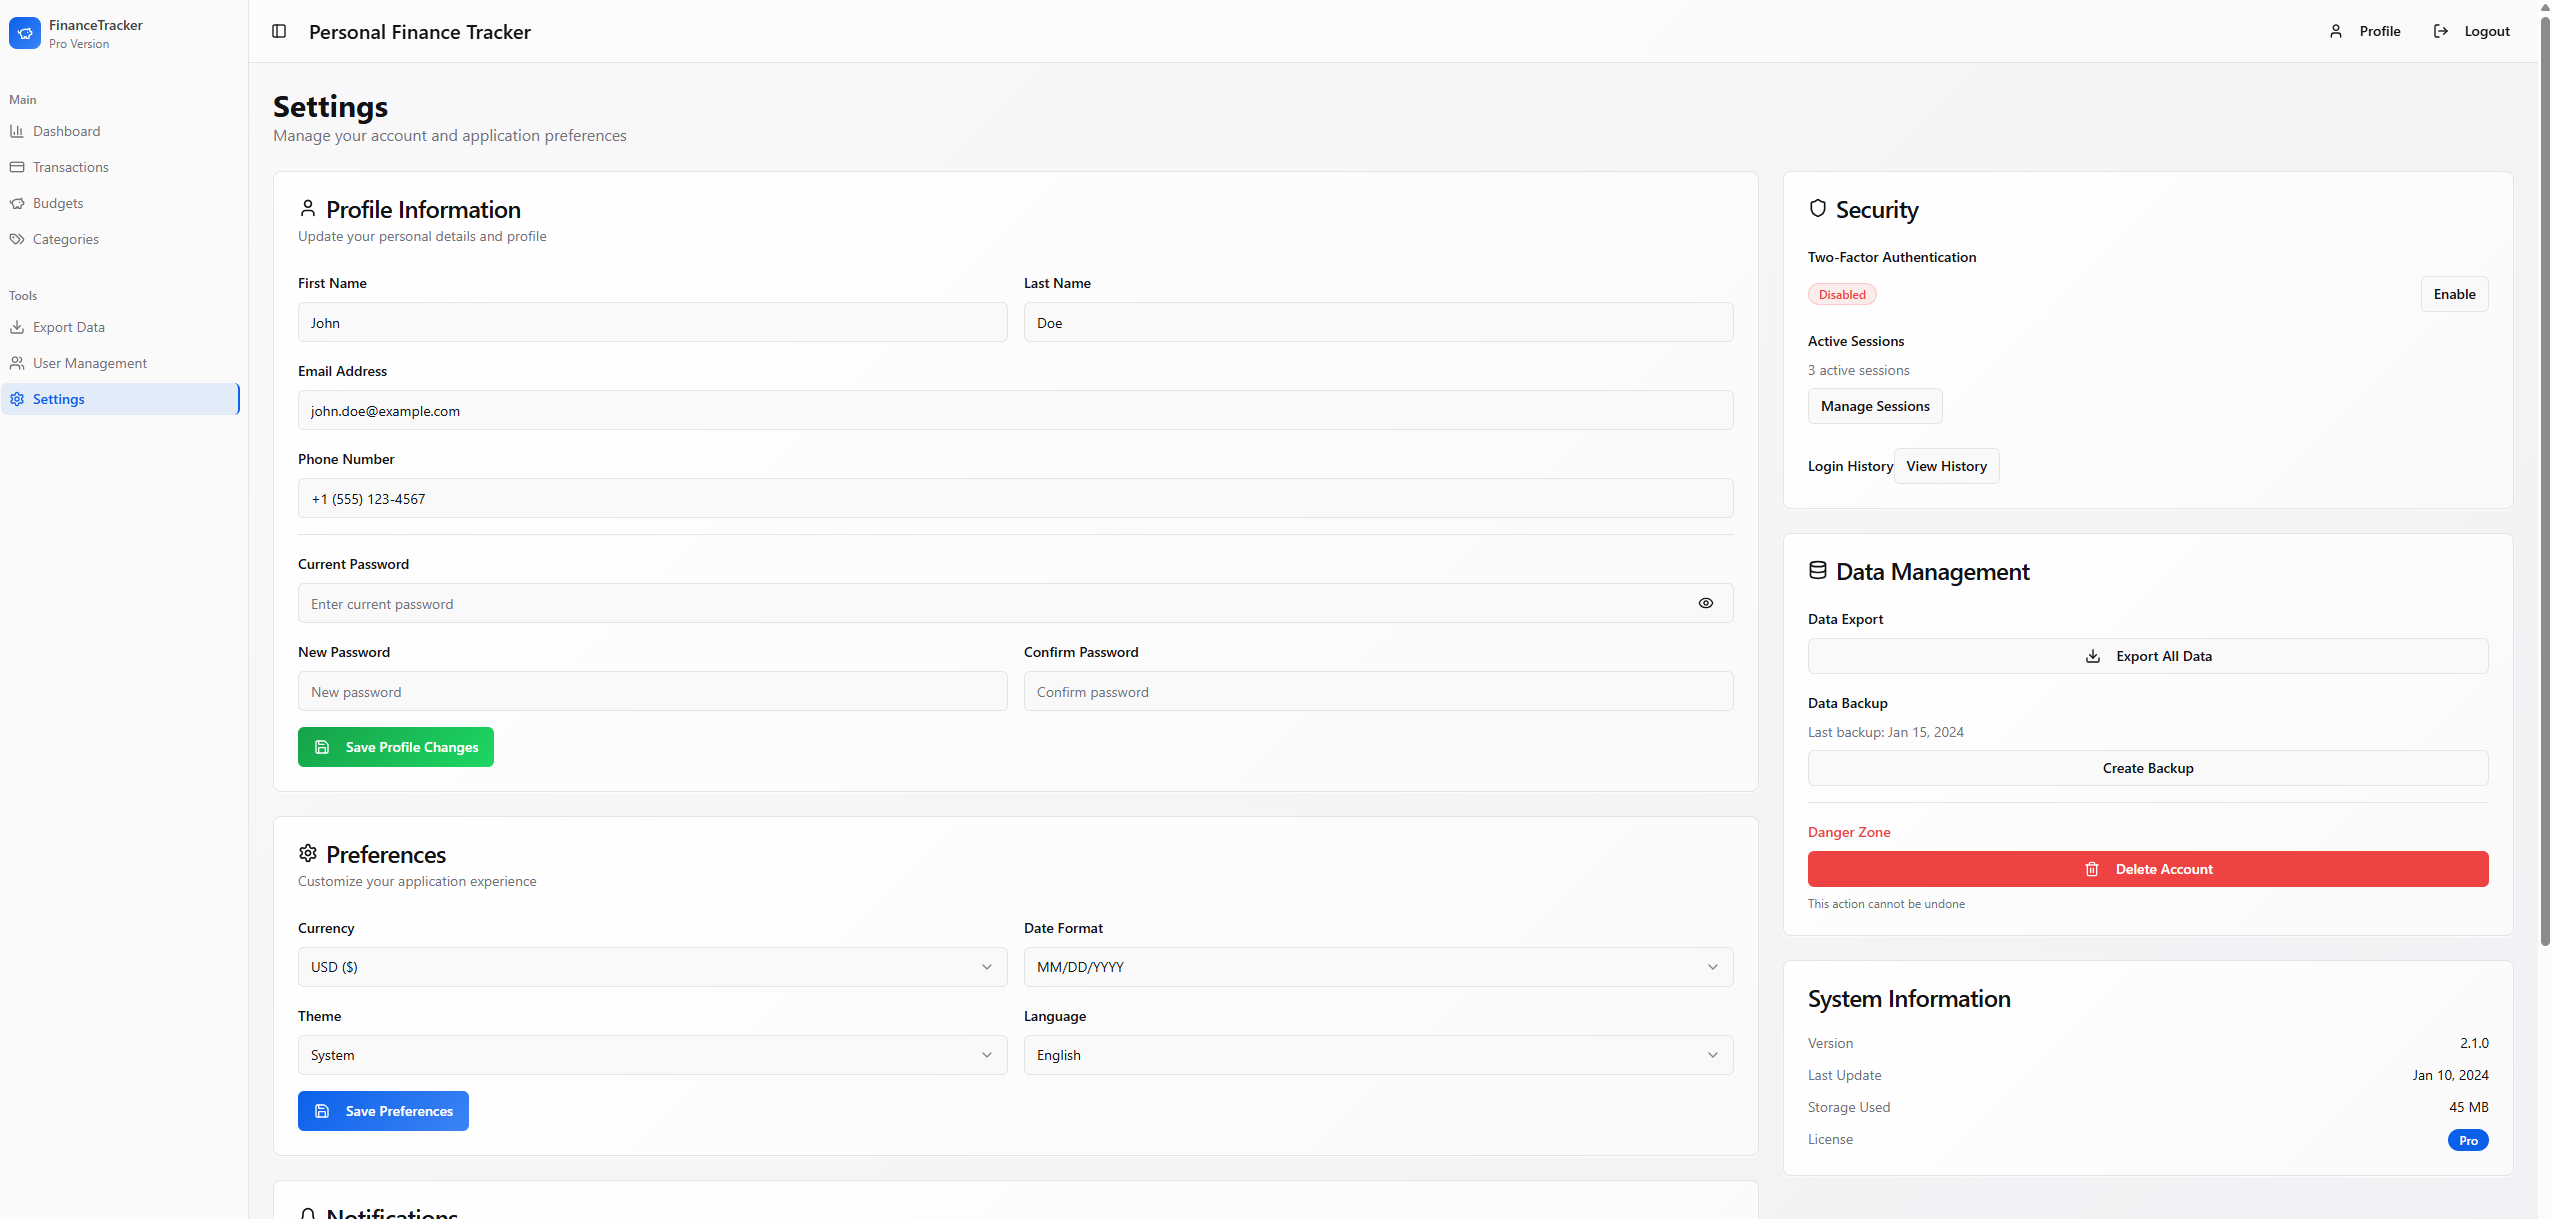 FinanceTracker
Pro Version
Main
Dashboard
Transactions
Budgets
Categories
Tools
Export Data
User Management
Settings
Personal Finance Tracker
Profile
Logout
Settings
Manage your account and application preferences
Profile Information
Update your personal details and profile
First Name
Last Name
John
Doe
Email Address
john.doe@example.com
Phone Number
+1 (555) 123-4567
Current Password
Enter current password
New Password
Confirm Password
New password
Confirm password
Save Profile Changes
Preferences
Customize your application experience
Currency
Date Format
USD ($)
MM/DD/YYYY
Theme
Language
System
English
Save Preferences
Notifications
Security
Two-Factor Authentication
Disabled
Enable
Active Sessions
3 active sessions
Manage Sessions
Login History
View History
Data Management
Data Export
Export All Data
Data Backup
Last backup: Jan 15, 2024
Create Backup
Danger Zone
Delete Account
This action cannot be undone
System Information
Version 2.1.0
Last Update Jan 10, 2024
Storage Used 45 MB
License Pro